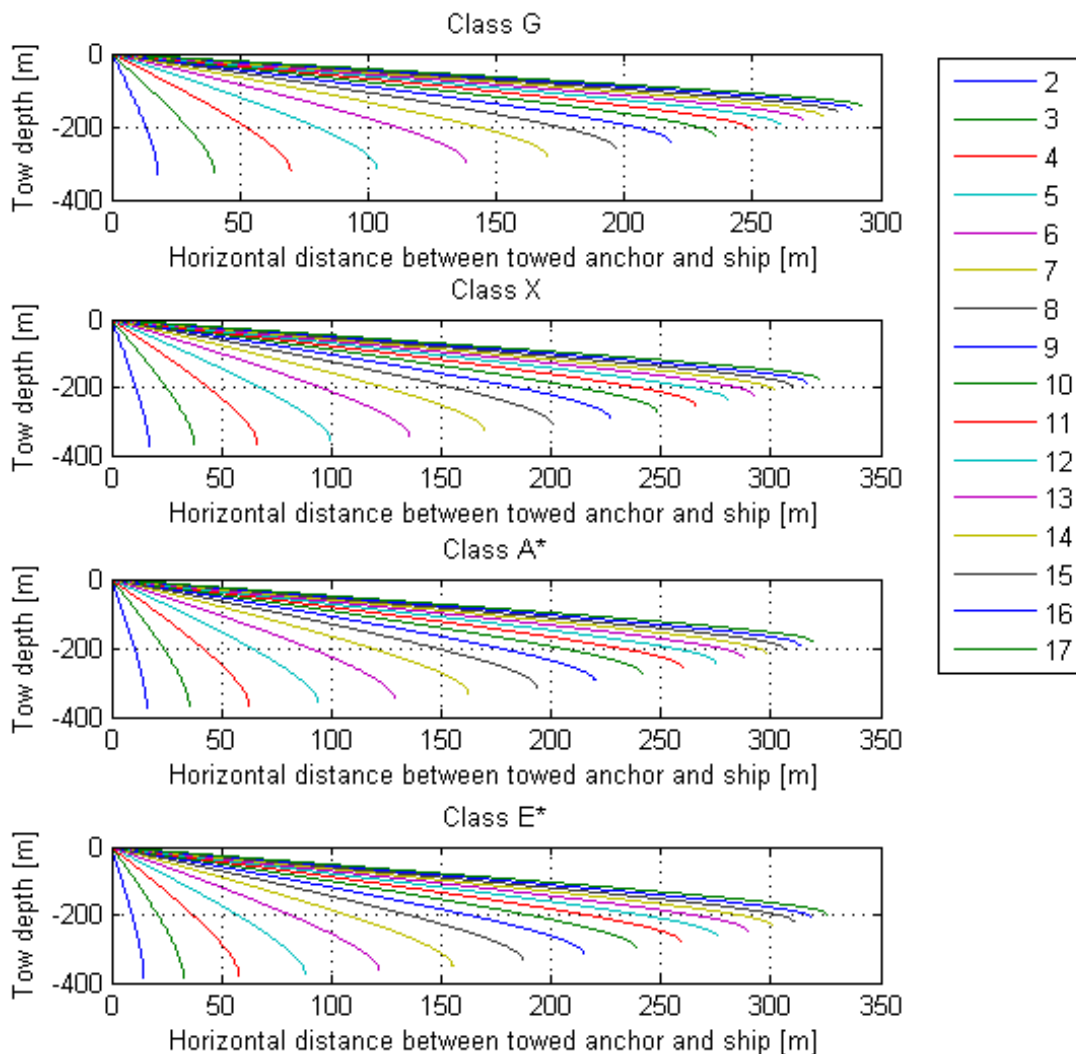 Class G
Tow depth [m]
0
-200
-400
0 50 100 150 200 250 300
Horizontal distance between towed anchor and ship [m]
Class X
Tow depth [m]
0
-200
-400
0 50 100 150 200 250 300 350
Horizontal distance between towed anchor and ship [m]
Class A*
Tow depth [m]
0
-200
-400
0 50 100 150 200 250 300 350
Horizontal distance between towed anchor and ship [m]
Class E*
Tow depth [m]
0
-200
-400
0 50 100 150 200 250 300 350
Horizontal distance between towed anchor and ship [m]
2
3
4
5
6
7
8
9
10
11
12
13
14
15
16
17